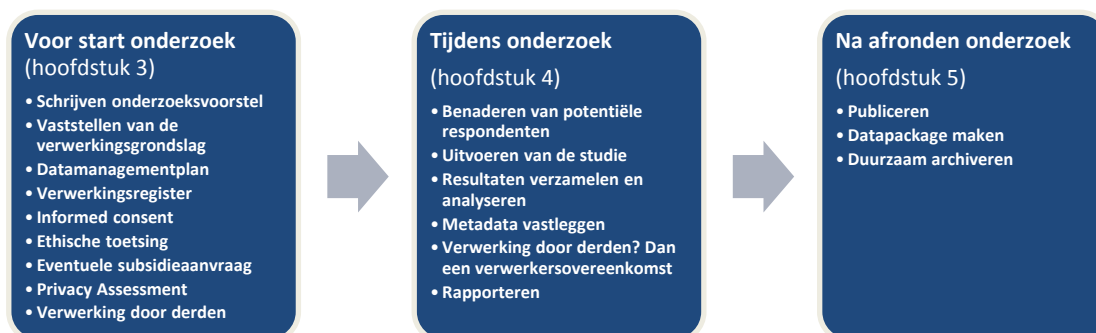 Voor start onderzoek
(hoofdstuk 3)
• Schrijven onderzoeksvoorstel
• Vaststellen van de
verwerkingsgrondslag
• Datamanagementplan
• Verwerkingsregister
• Informed consent
• Ethische toetsing
• Eventuele subsidieaanvraag
• Privacy Assessment
• Verwerking door derden
Tijdens onderzoek
(hoofdstuk 4)
• Benaderen van potentiële
respondenten
• Uitvoeren van de studie
• Resultaten verzamelen en
analyseren
• Metadata vastleggen
• Verwerking door derden? Dan
een verwerkersovereenkomst
• Rapporteren
Na afronden onderzoek
(hoofdstuk 5)
• Publiceren
• Datapackage maken
• Duurzaam archiveren